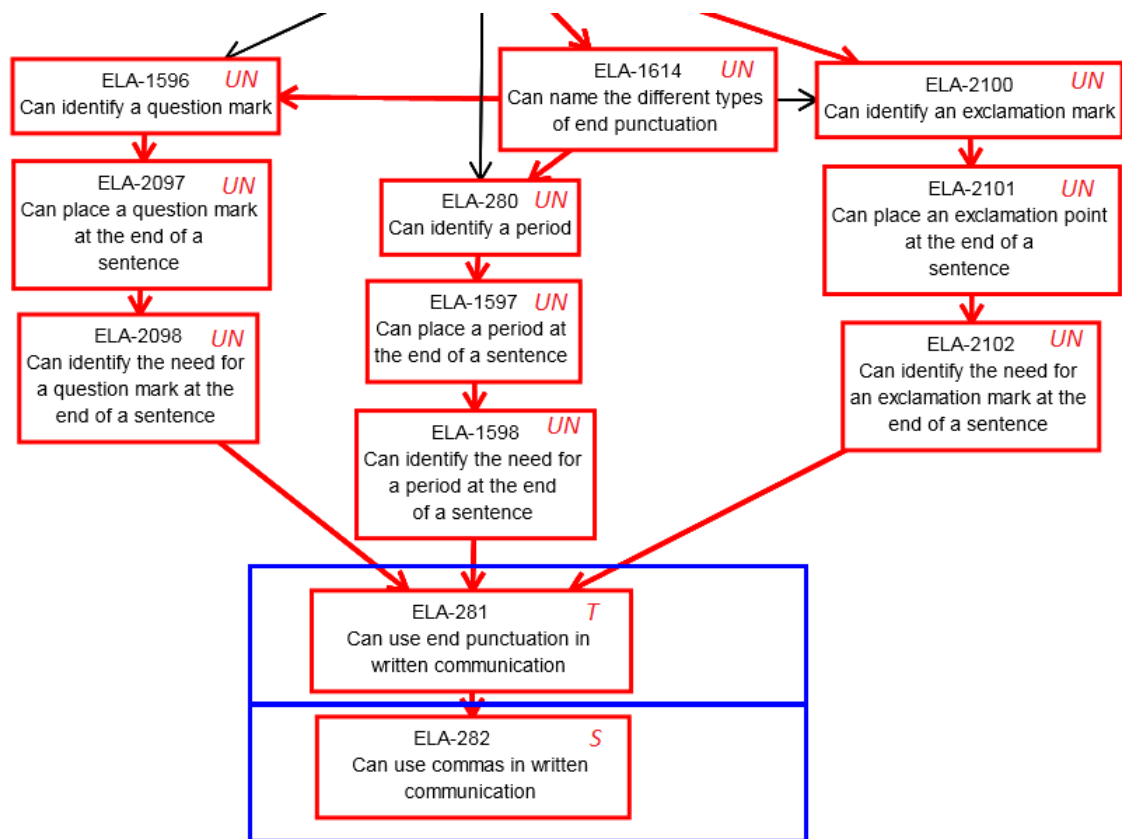 ELA-1596 UN
Can identify a question mark
ELA-1614 UN
Can name the different types
of end punctuation
ELA-2100 UN
Can identify an exclamation mark
ELA-2097 UN
Can place a question mark
at the end of a
sentence
ELA-280 UN
Can identify a period
ELA-2101 UN
Can place an exclamation point
at the end of a
sentence
ELA-2098 UN
Can identify the need for
a question mark at the
end of a sentence
ELA-1597 UN
Can place a period at
the end of a sentence
ELA-2102 UN
Can identify the need for
an exclamation mark at the
end of a sentence
ELA-1598 UN
Can identify the need for
a period at the end
of a sentence
ELA-281 T
Can use end punctuation in
written communication
ELA-282 S
Can use commas in written
communication